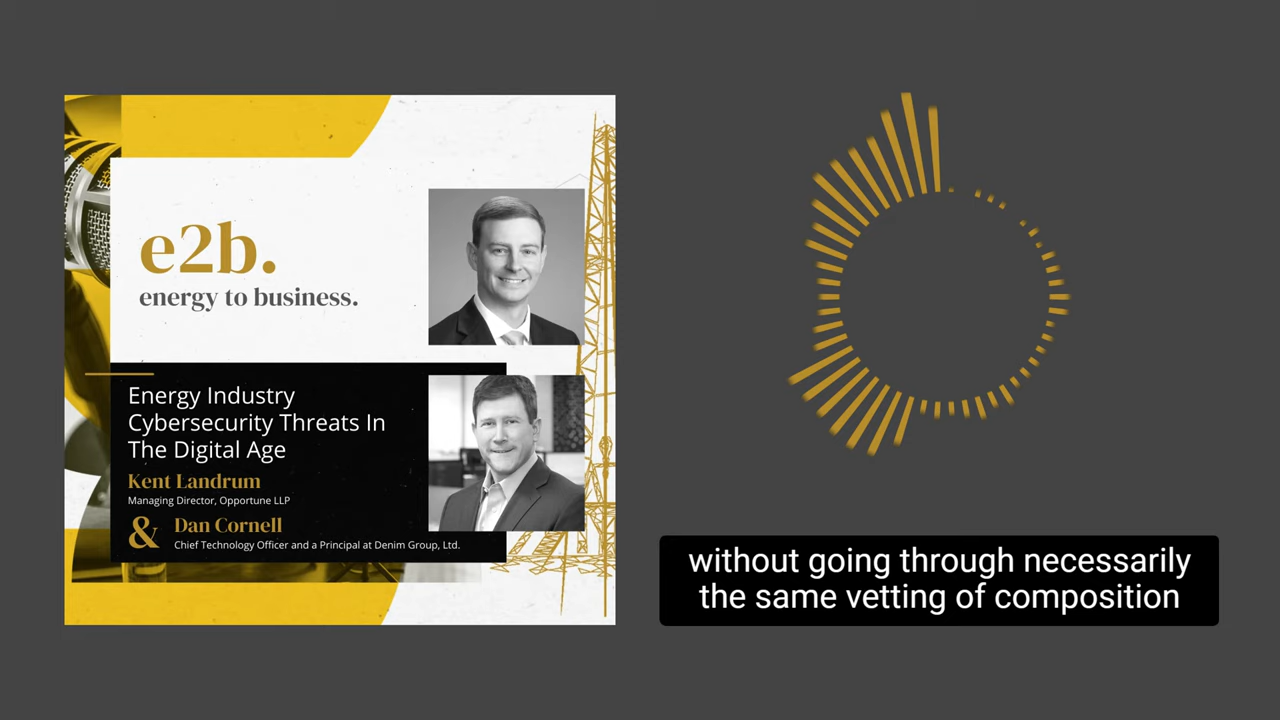 e2b.
energy to business.
Energy Industry
Cybersecurity Threats In
The Digital Age
Kent Landrum
Managing Director, Opportune LLP
& Dan Cornell
Chief Technology Officer and a Principal at Denim Group, Ltd.
without going through necessarily
the same vetting of composition